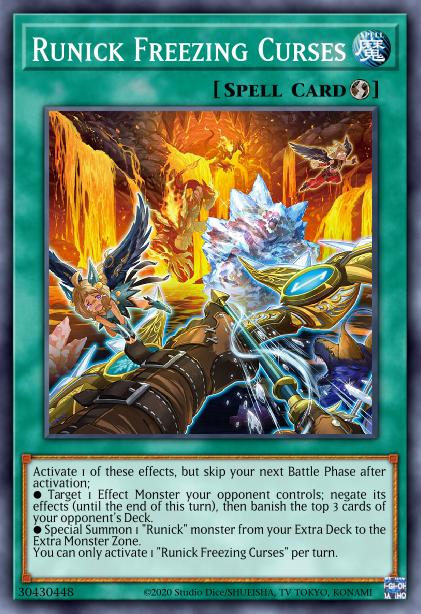 RUNICK FREEZING CURSES
SPELL
魔
[SPELL CARD]
Activate 1 of these effects, but skip your next Battle Phase after
activation;
● Target 1 Effect Monster your opponent controls; negate its
effects (until the end of this turn), then banish the top 3 cards of
your opponent's Deck.
● Special Summon 1 "Runick" monster from your Extra Deck to the
Extra Monster Zone.
You can only activate 1 "Runick Freezing Curses" per turn.
30430448
©2020 Studio Dice/SHUEISHA, TV TOKYO, KONAMI